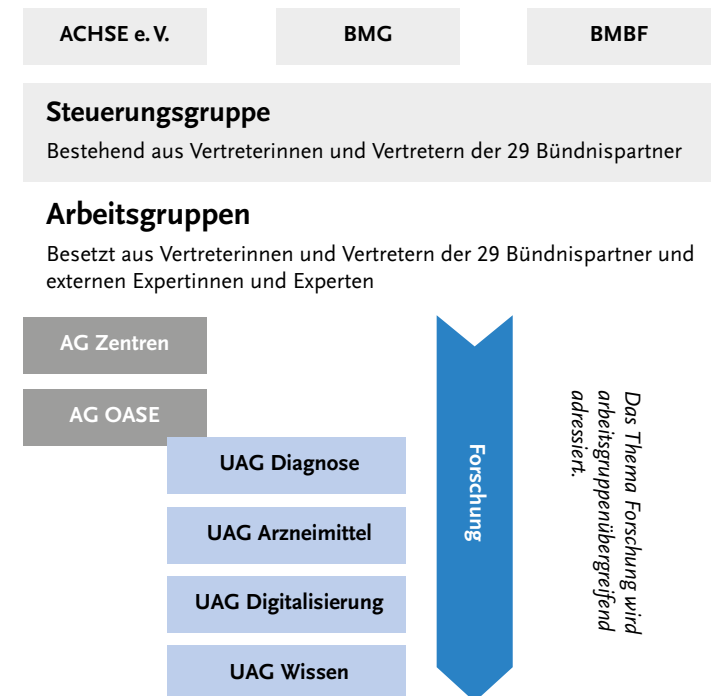 ACHSE e. V.
BMG
BMBF
Steuerungsgruppe
Bestehend aus Vertreterinnen und Vertretern der 29 Bündnispartner
Arbeitsgruppen
Besetzt aus Vertreterinnen und Vertretern der 29 Bündnispartner und
externen Expertinnen und Experten
AG Zentren
AG OASE
UAG Diagnose
UAG Arzneimittel
UAG Digitalisierung
UAG Wissen
Forschung
Das Thema Forschung wird
arbeitsgruppenübergreifend
adressiert.